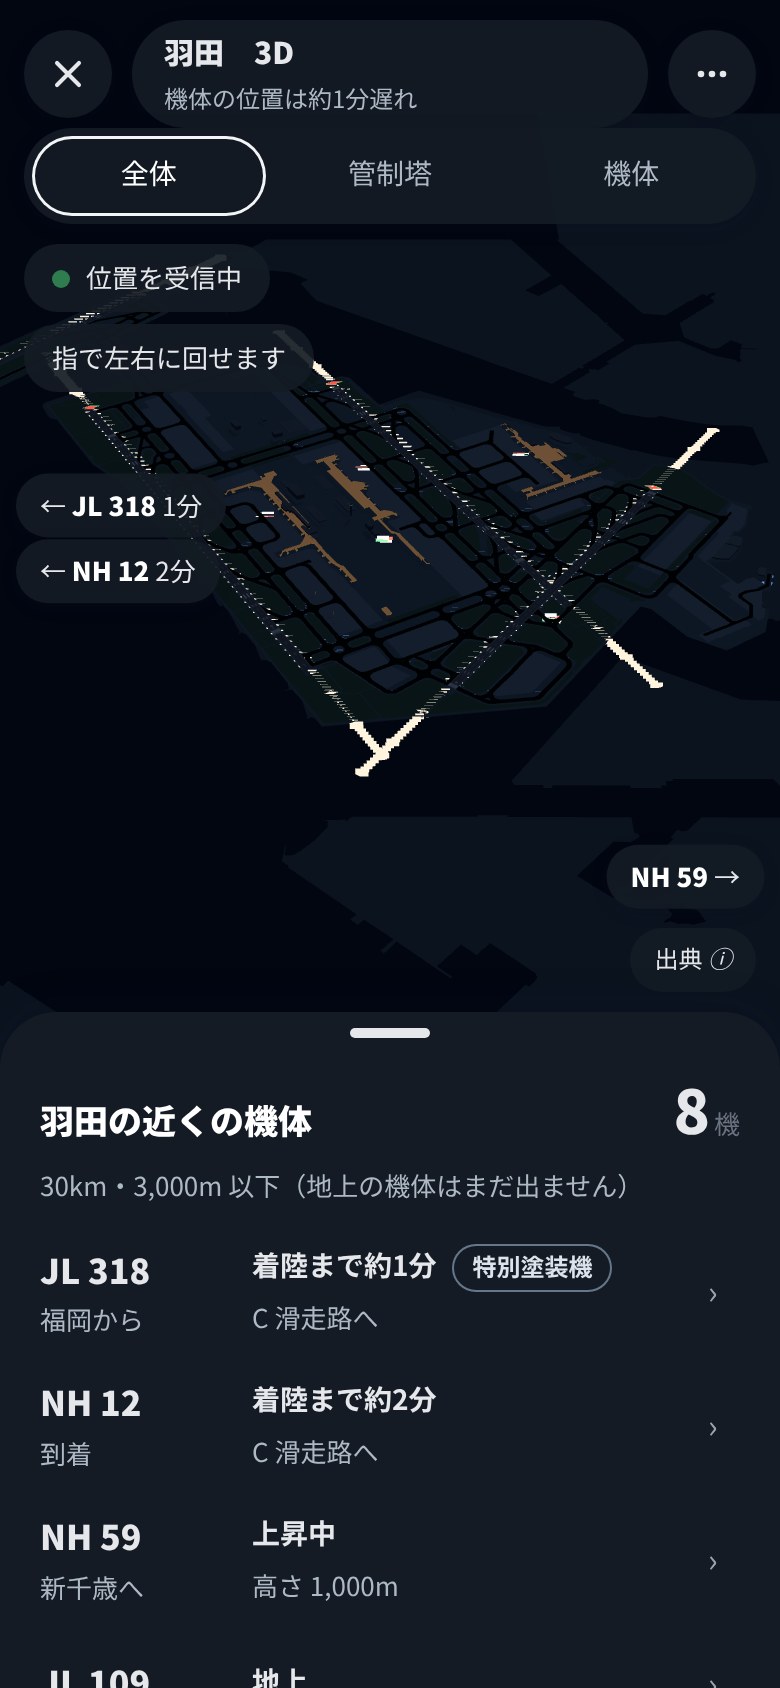 羽田 3D
機体の位置は約1分遅れ
全体 管制塔 機体
位置を受信中
指で左右に回せます
← JL 318 1分
← NH 12 2分
NH 59 →
出典 ⓘ
羽田の近くの機体 8機
30km・3,000m 以下（地上の機体はまだ出ません）
JL 318 着陸まで約1分 特別塗装機
福岡から C 滑走路へ
NH 12 着陸まで約2分
到着 C 滑走路へ
NH 59 上昇中
新千歳へ 高さ 1,000m
JL 109 地上